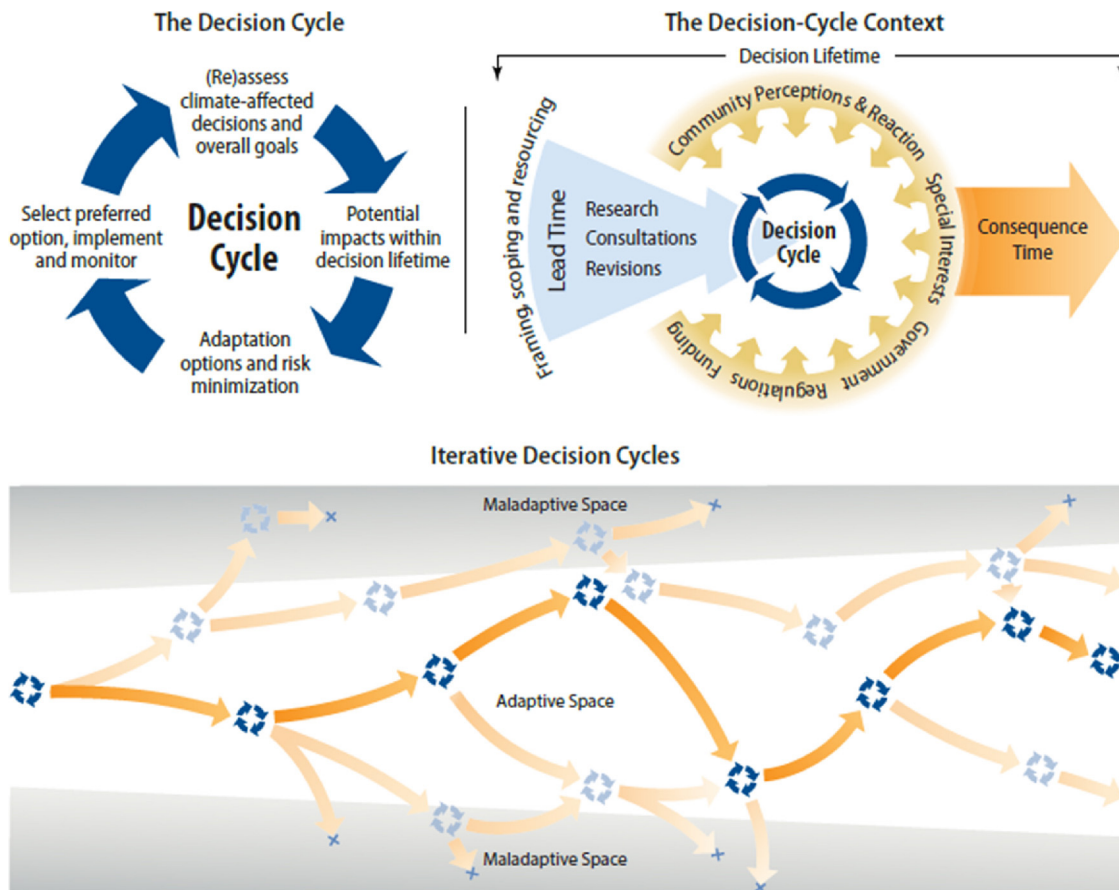 The Decision Cycle
(Re)assess
climate-affected
decisions and
overall goals
Select preferred
option, implement
and monitor
Decision
Cycle
Potential
impacts within
decision lifetime
Adaptation
options and risk
minimization
The Decision-Cycle Context
Decision Lifetime
Framing, scoping and resourcing
Lead Time
Research
Consultations
Revisions
Decision
Cycle
Community Perceptions & Reaction
Special Interests
Government Regulations Funding
Consequence
Time
Iterative Decision Cycles
Maladaptive Space
Adaptive Space
Maladaptive Space